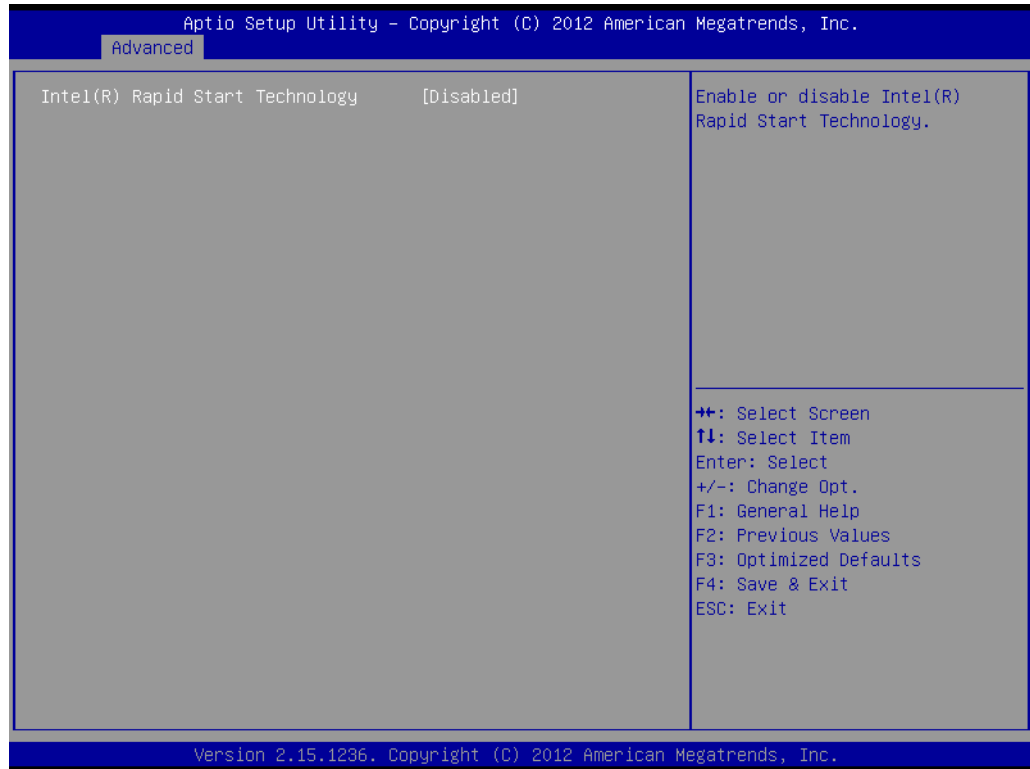 Aptio Setup Utility – Copyright (C) 2012 American Megatrends, Inc.
Advanced
Intel(R) Rapid Start Technology [Disabled]
Enable or disable Intel(R)
Rapid Start Technology.
→←: Select Screen
↑↓: Select Item
Enter: Select
+/-: Change Opt.
F1: General Help
F2: Previous Values
F3: Optimized Defaults
F4: Save & Exit
ESC: Exit
Version 2.15.1236. Copyright (C) 2012 American Megatrends, Inc.